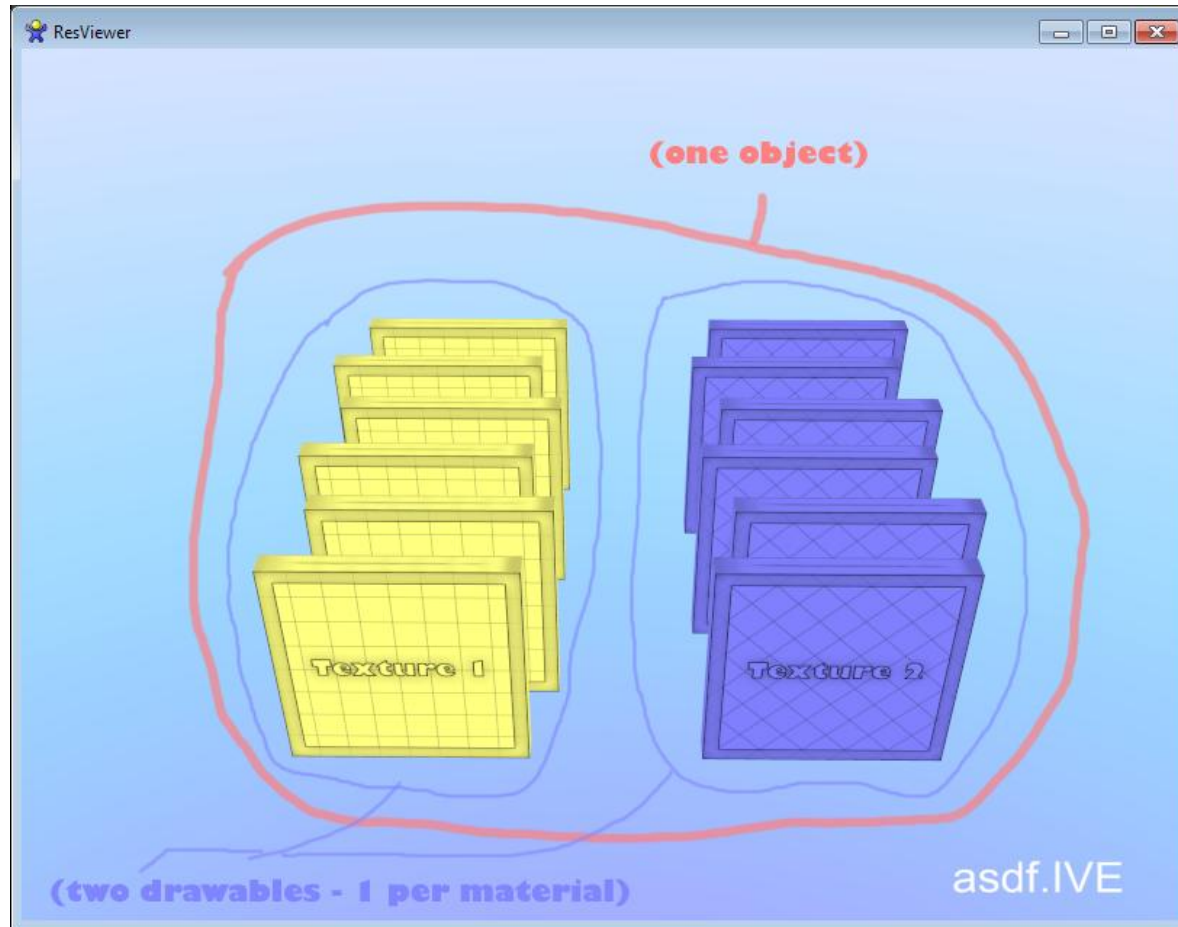 ResViewer
(one object)
Texture 1
Texture 2
(two drawables - 1 per material)
asdf.IVE